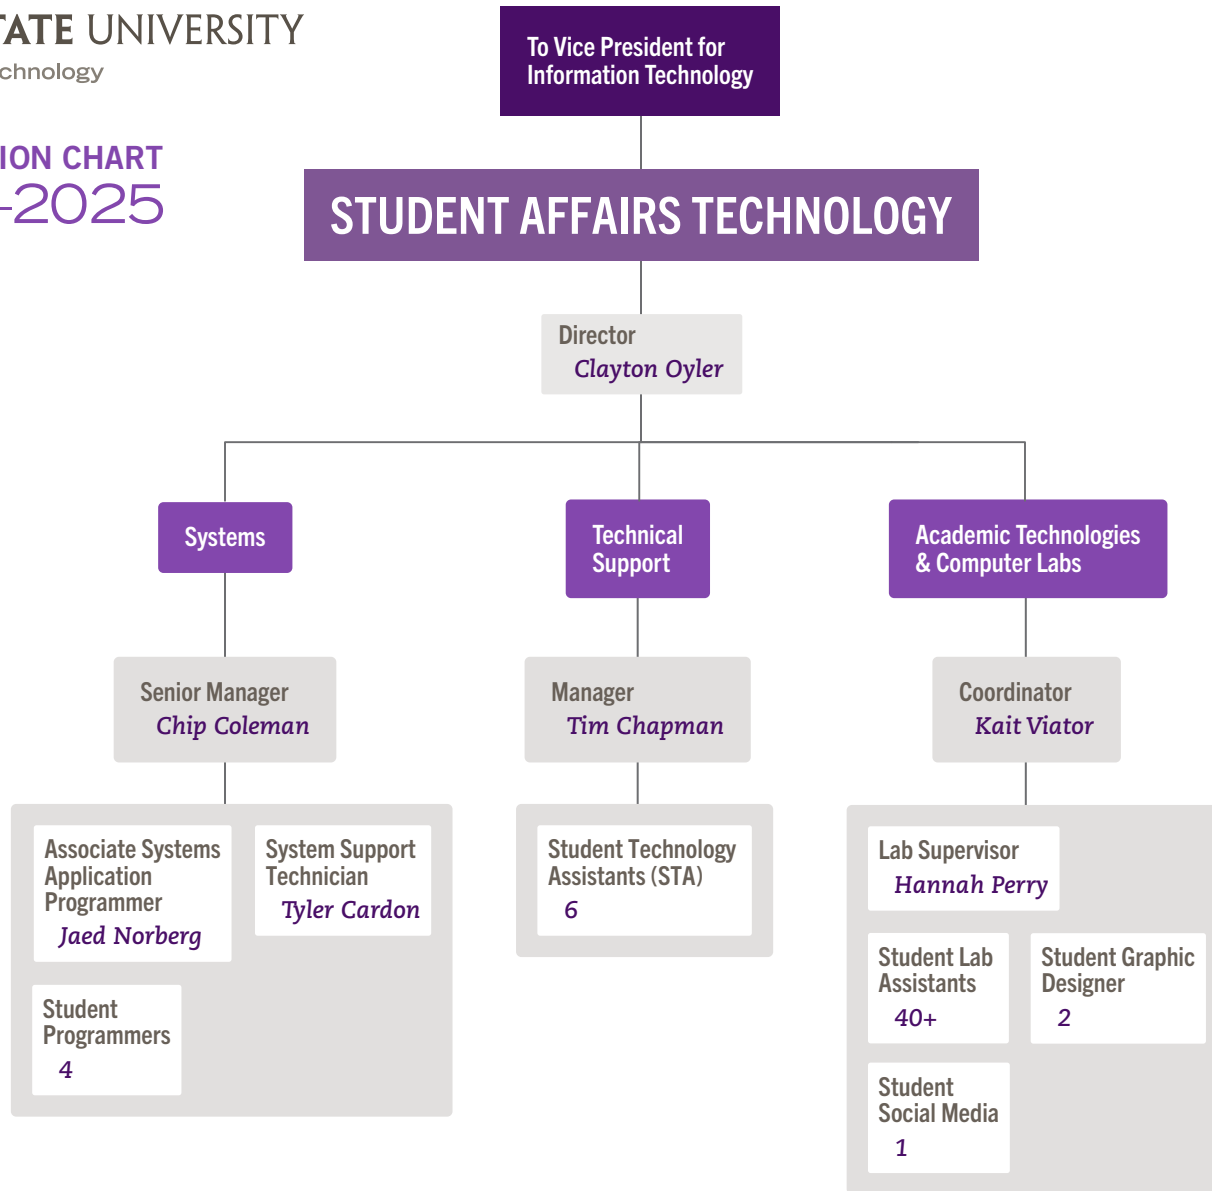 TATE UNIVERSITY
chnology
ION CHART
–2025
To Vice President for
Information Technology
STUDENT AFFAIRS TECHNOLOGY
Director
Clayton Oyler
Systems
Technical
Support
Academic Technologies
& Computer Labs
Senior Manager
Chip Coleman
Manager
Tim Chapman
Coordinator
Kait Viator
Associate Systems
Application
Programmer
Jaed Norberg
System Support
Technician
Tyler Cardon
Student
Programmers
4
Student Technology
Assistants (STA)
6
Lab Supervisor
Hannah Perry
Student Lab
Assistants
40+
Student Graphic
Designer
2
Student
Social Media
1